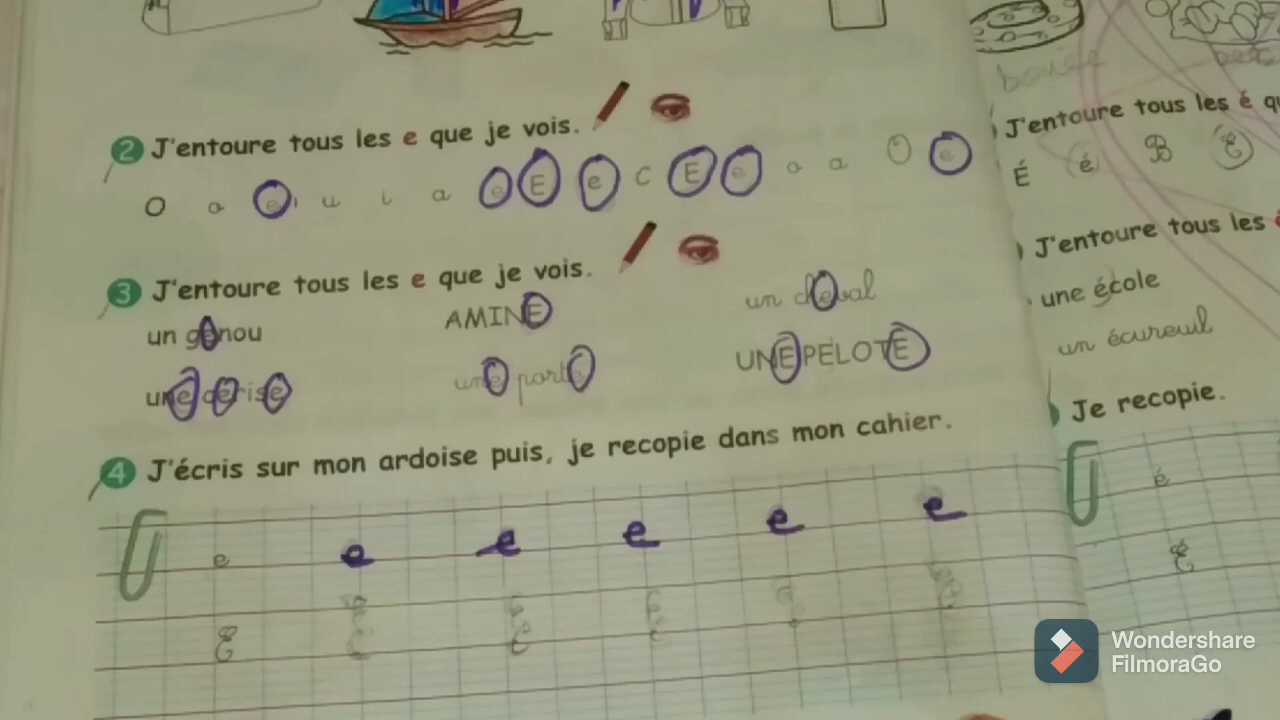 2 J'entoure tous les e que je vois.
O a e u i a e E e C E e o a O e
3 J'entoure tous les e que je vois.
un genou AMINE un cheval
une cerise une porte UNE PELOTE
4 J'écris sur mon ardoise puis, je recopie dans mon cahier.
e e e e e e
E
J'entoure tous les é
É é B É
J'entoure tous les
une école
un écureuil
Je recopie.
é
É
Wondershare
FilmoraGo